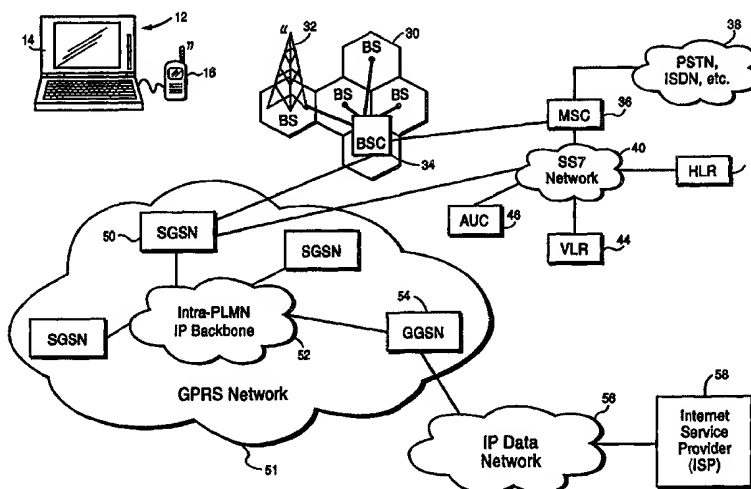 12
14
16
32
30
BS
BS
BS
BS
BSC
34
38
PSTN,
ISDN, etc.
MSC
36
40
SS7
Network
HLR
AUC
46
VLR
44
50
SGSN
SGSN
SGSN
Intra-PLMN
IP Backbone
52
54
GGSN
GPRS Network
51
56
IP Data
Network
58
Internet
Service
Provider
(ISP)